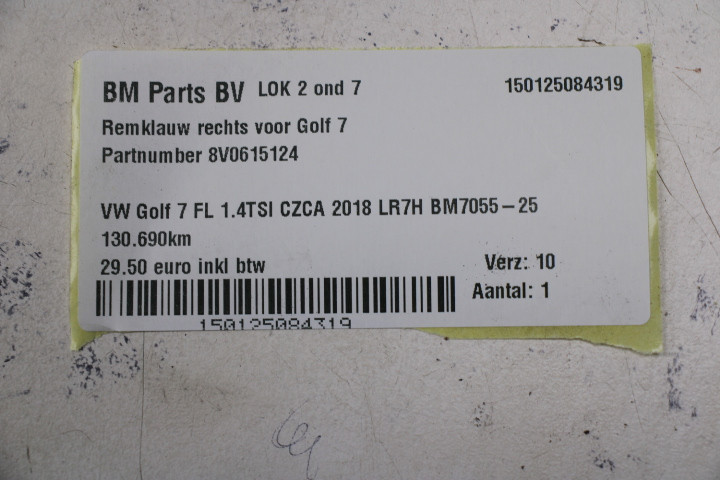 BM Parts BV LOK 2 ond 7 150125084319
Remklauw rechts voor Golf 7
Partnumber 8V0615124
VW Golf 7 FL 1.4TSI CZCA 2018 LR7H BM7055-25
130.690km
29.50 euro inkl btw Verz: 10
Aantal: 1
150125084319